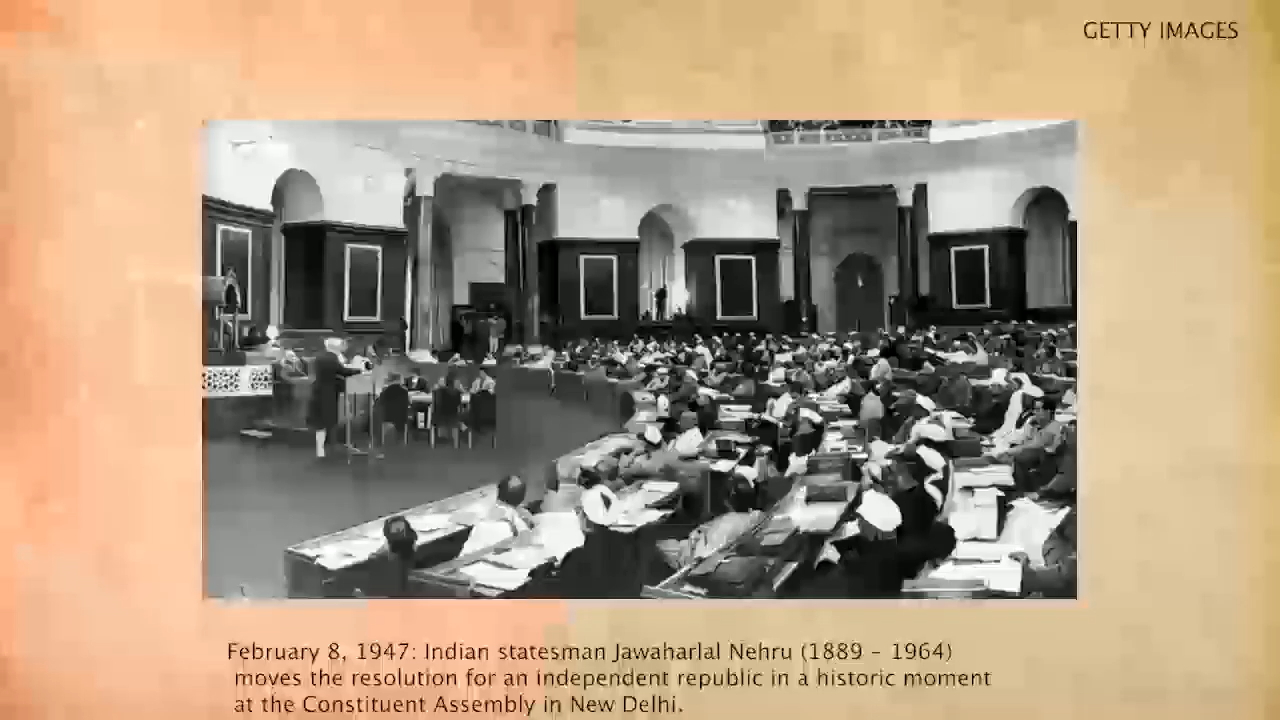 GETTY IMAGES
February 8, 1947: Indian statesman Jawaharlal Nehru (1889 - 1964)
moves the resolution for an independent republic in a historic moment
at the Constituent Assembly in New Delhi.